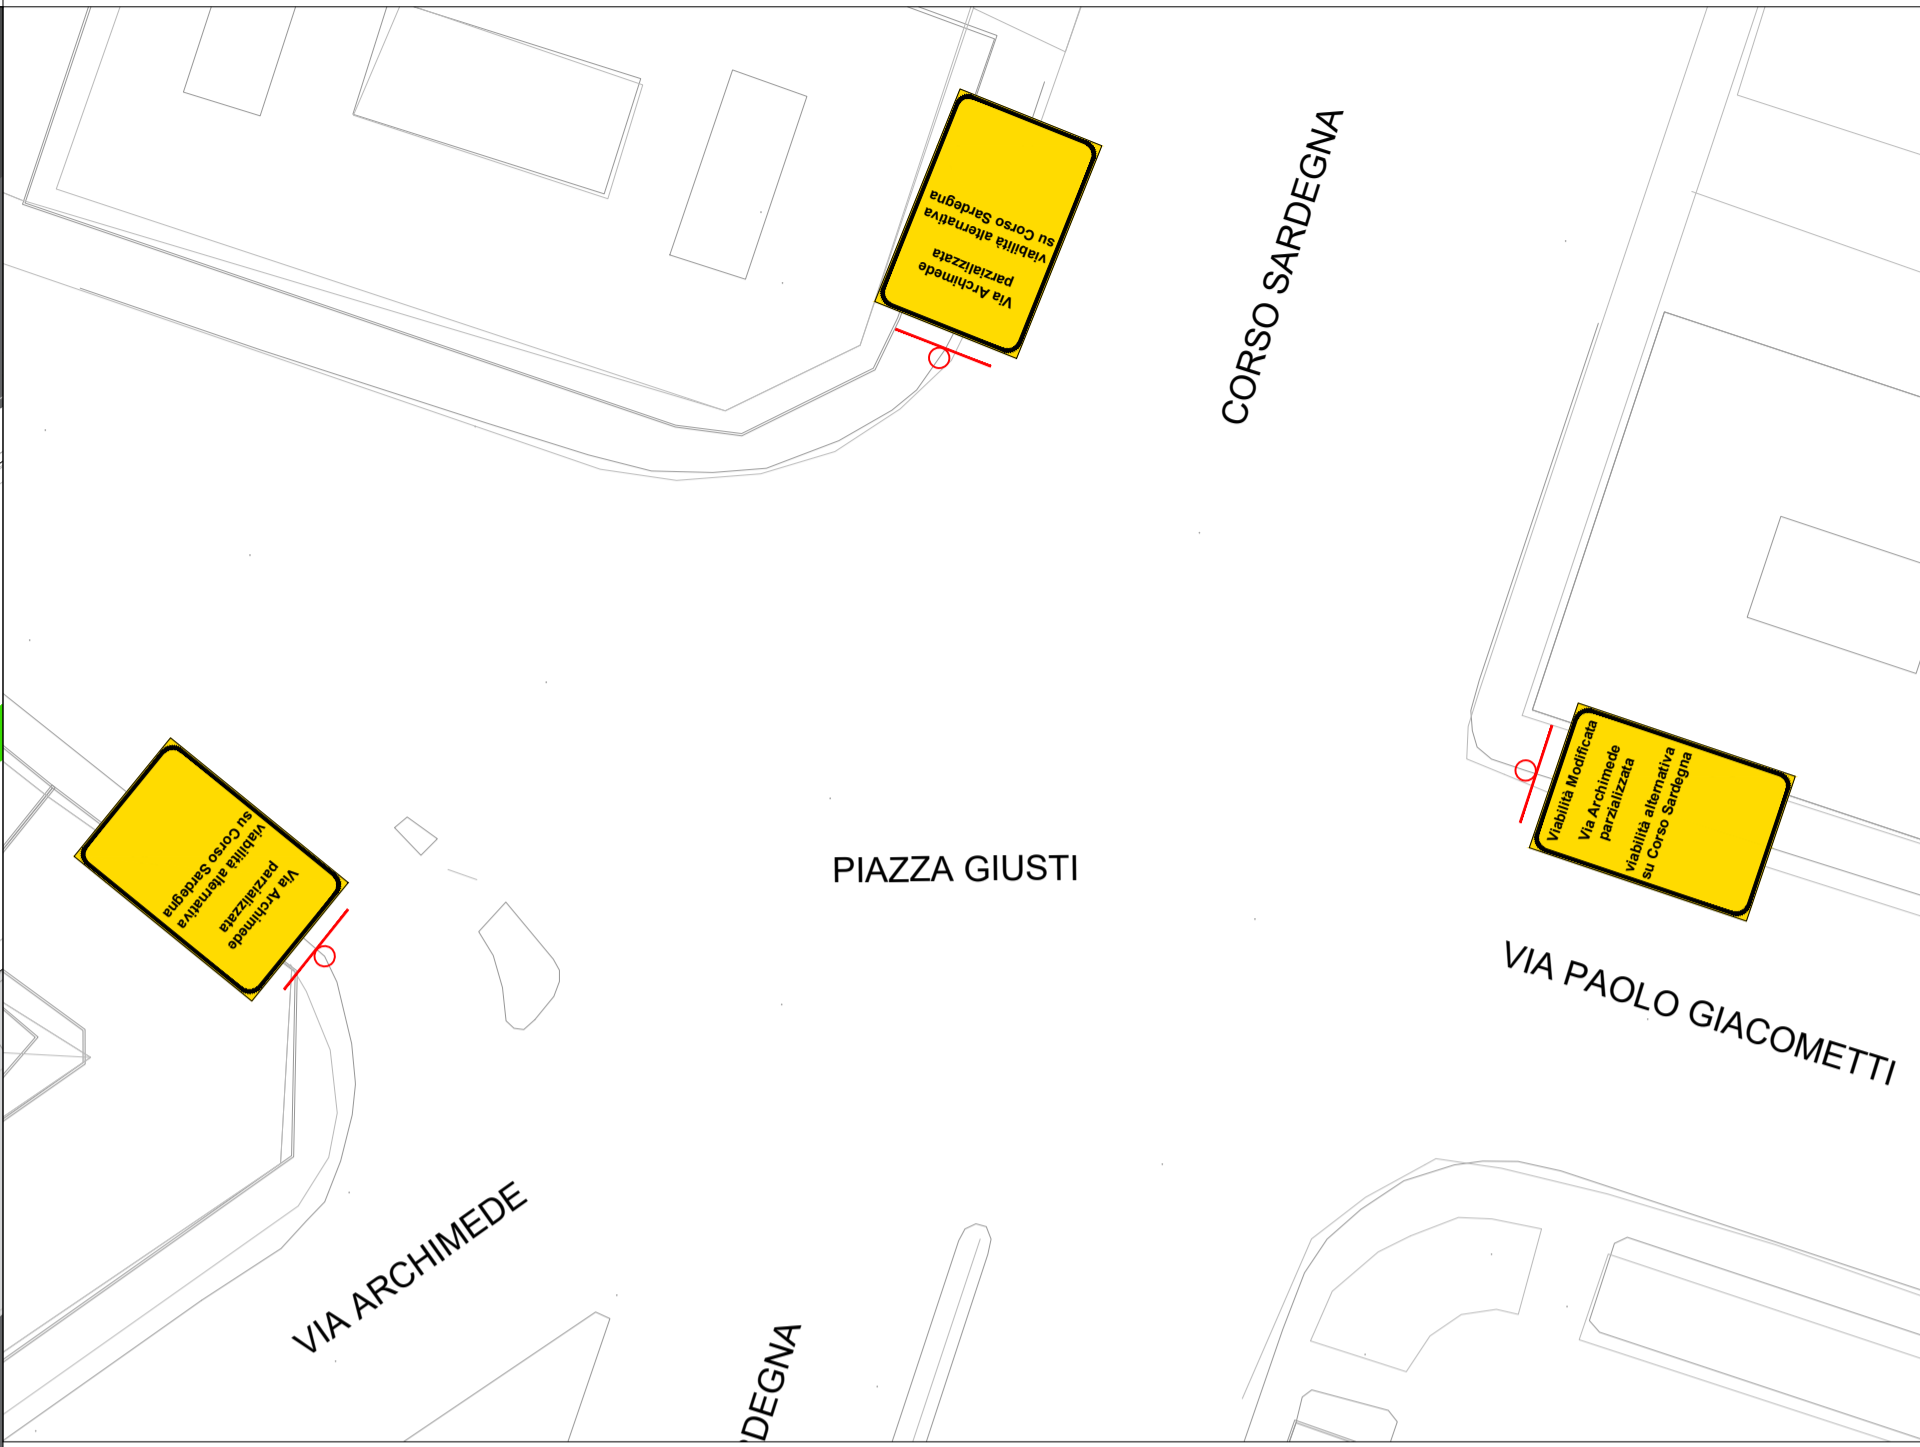 Via Archimede
parzializzata
viabilità alternativa
su Corso Sardegna
CORSO SARDEGNA
Viabilità Modificata
Via Archimede
parzializzata
viabilità alternativa
su Corso Sardegna
Via Archimede
parzializzata
viabilità alternativa
su Corso Sardegna
PIAZZA GIUSTI
VIA PAOLO GIACOMETTI
VIA ARCHIMEDE
RDEGNA